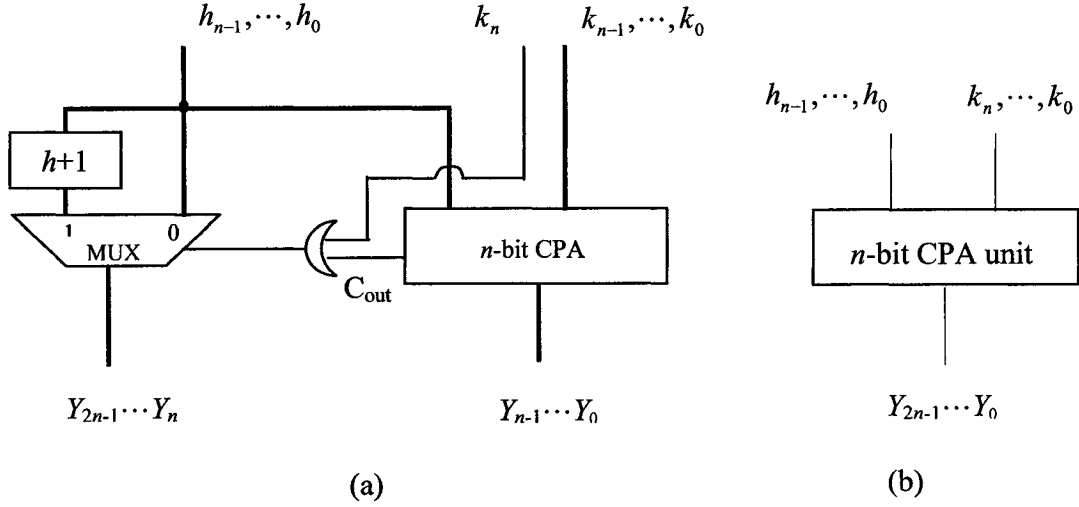 h_{n-1},⋯,h_0
k_n
k_{n-1},⋯,k_0
h+1
1
0
MUX
C_out
n-bit CPA
Y_{2n-1}⋯Y_n
Y_{n-1}⋯Y_0
(a)
h_{n-1},⋯,h_0
k_n,⋯,k_0
n-bit CPA unit
Y_{2n-1}⋯Y_0
(b)